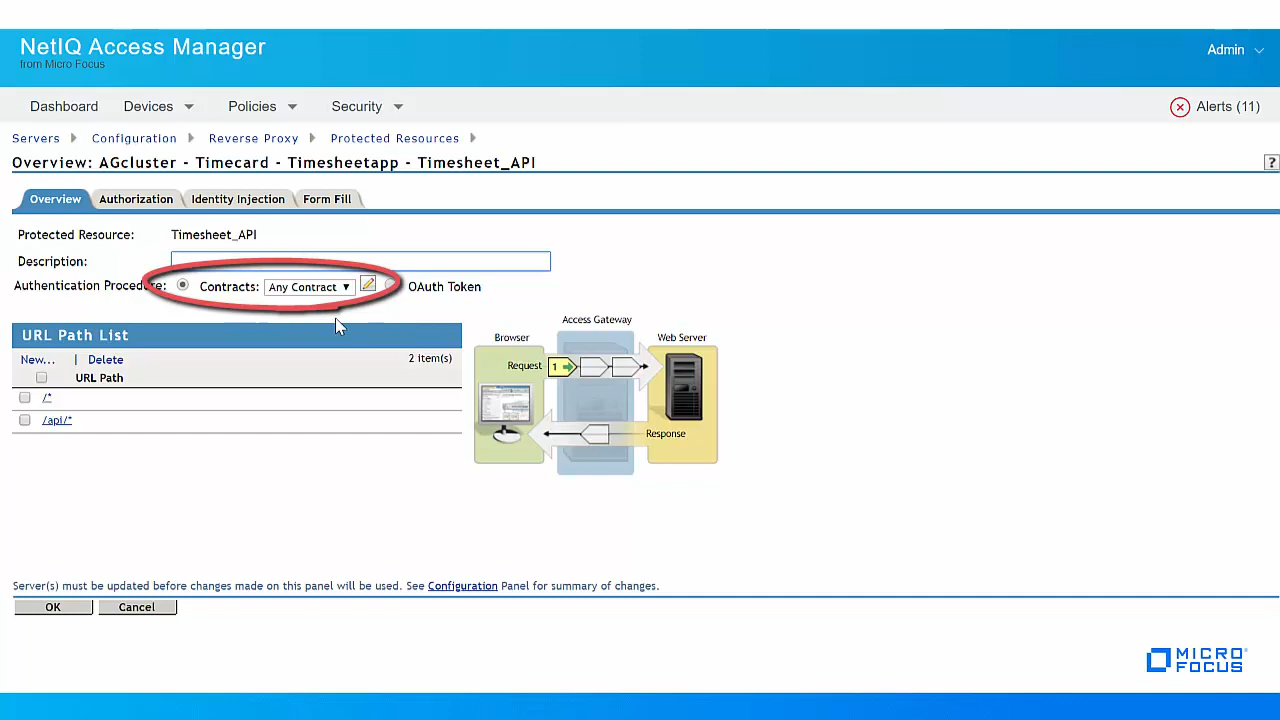 NetIQ Access Manager
from Micro Focus
Admin
Dashboard Devices Policies Security Alerts (11)
Servers Configuration Reverse Proxy Protected Resources
Overview: AGcluster - Timecard - Timesheetapp - Timesheet_API ?
Overview Authorization Identity Injection Form Fill
Protected Resource: Timesheet_API
Description:
Authentication Procedure: Contracts: Any Contract OAuth Token
URL Path List
New... | Delete 2 Item(s)
URL Path
/*
/api/*
Access Gateway
Browser Web Server
Request 1
Response
Server(s) must be updated before changes made on this panel will be used. See Configuration Panel for summary of changes.
OK Cancel
MICRO
FOCUS